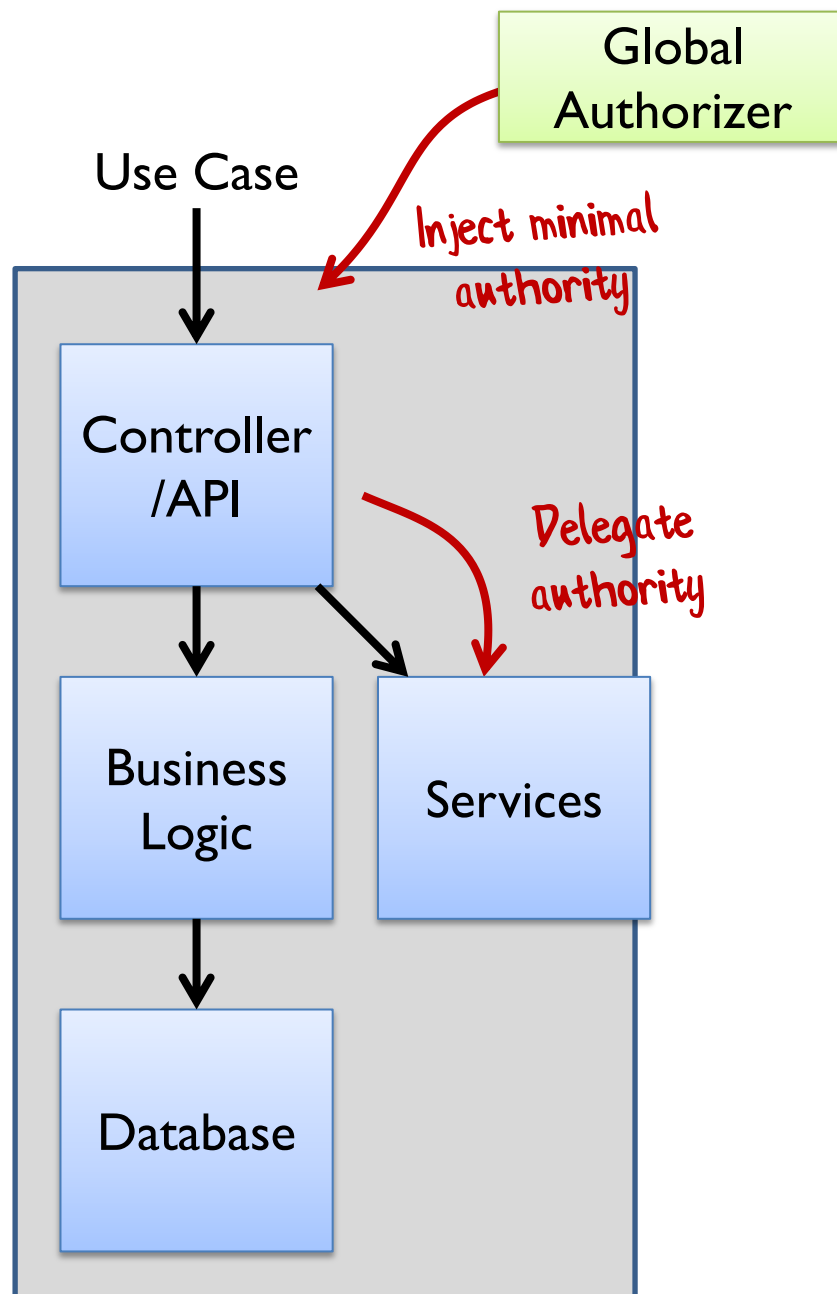 Global
Authorizer
Use Case
Inject minimal
authority
Controller
/API
Delegate
authority
Business
Logic
Services
Database